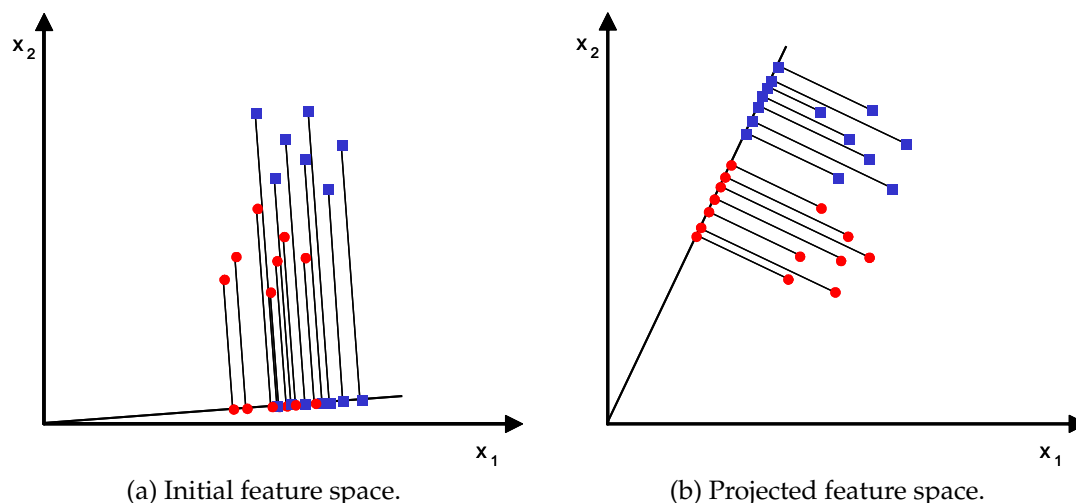 x2
x1
(a) Initial feature space.
x2
x1
(b) Projected feature space.